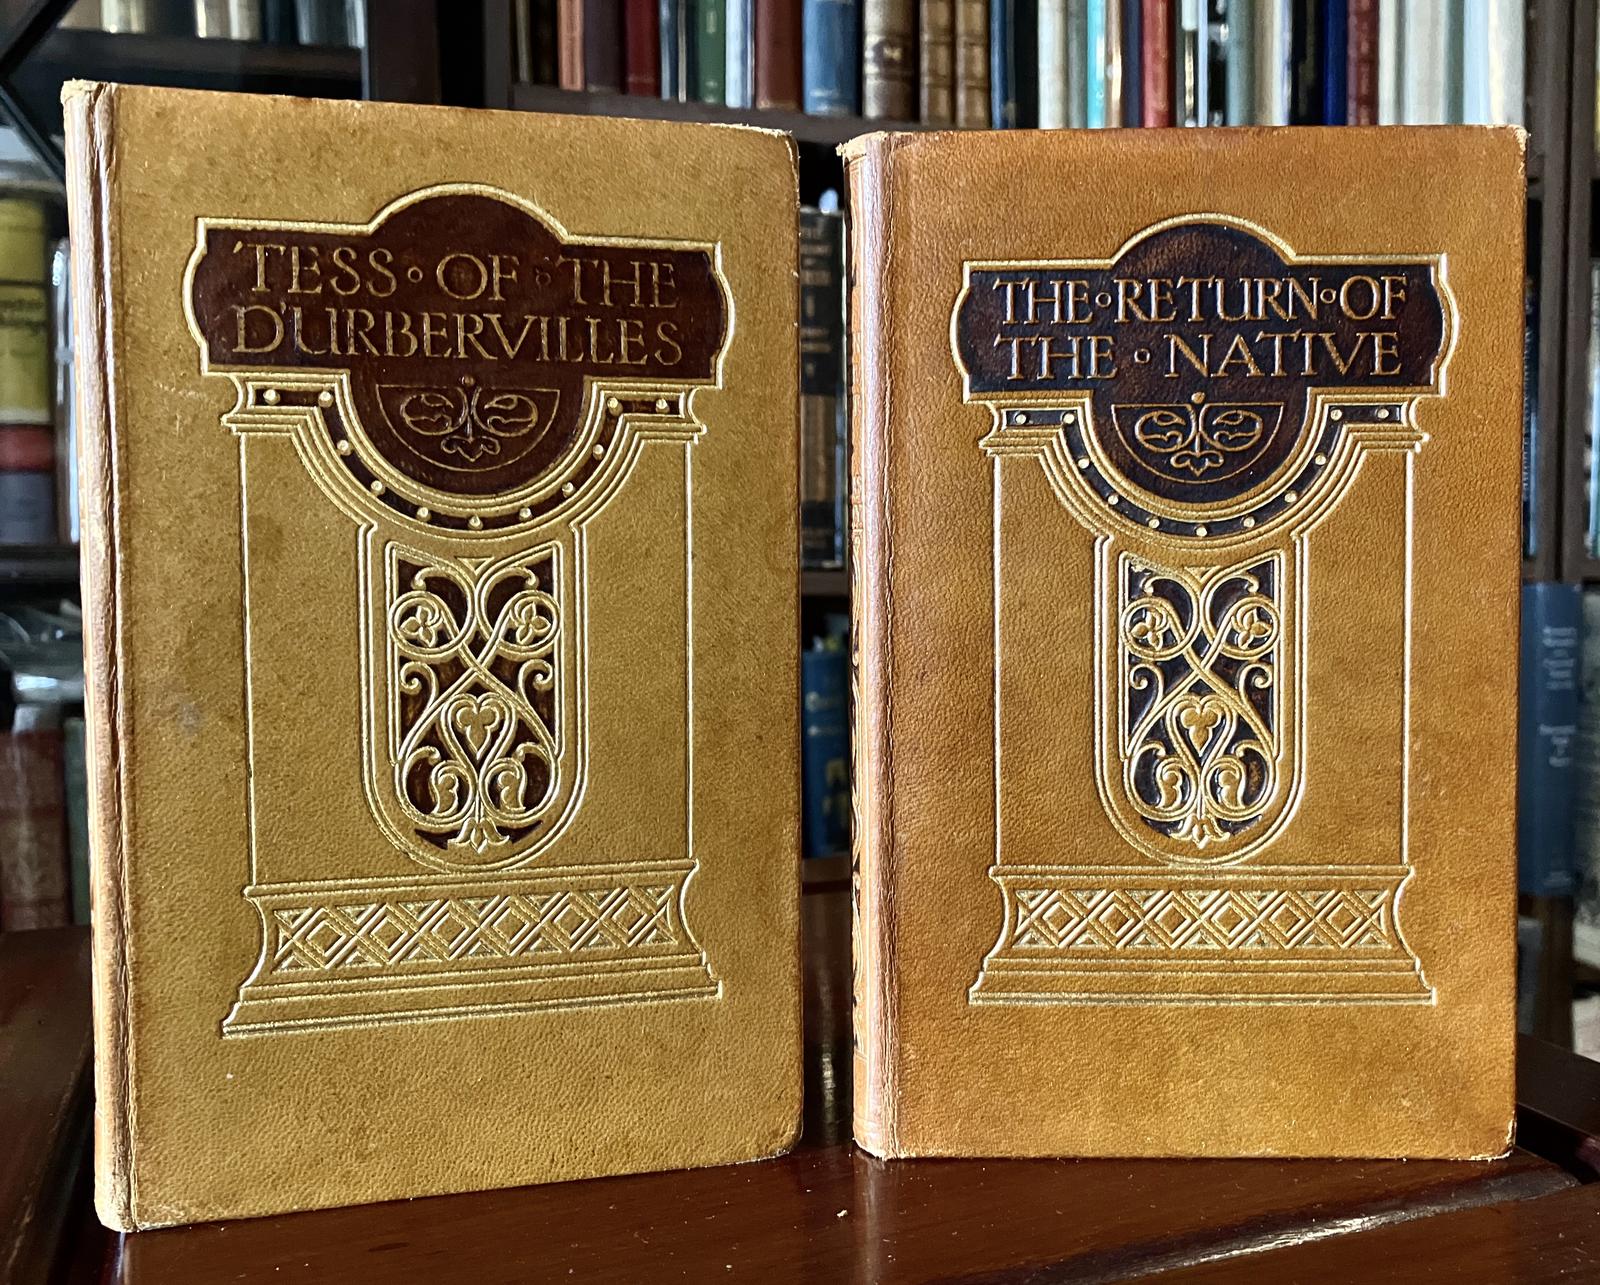 'TESS OF THE
D'URBERVILLES
THE RETURN OF
THE NATIVE